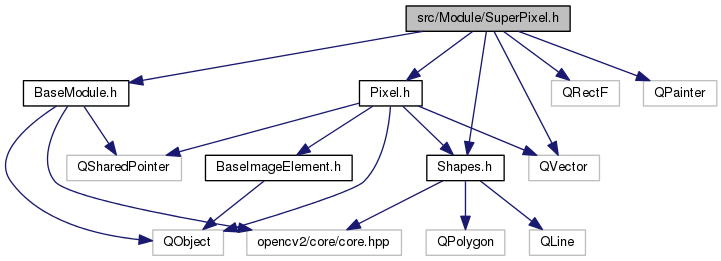 src/Module/SuperPixel.h
BaseModule.h
Pixel.h
QRectF
QPainter
QSharedPointer
BaseImageElement.h
Shapes.h
QVector
QObject
opencv2/core/core.hpp
QPolygon
QLine